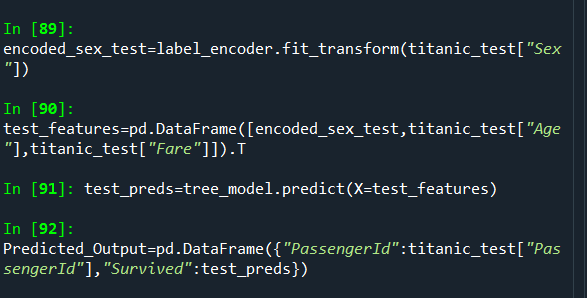 In [89]:
encoded_sex_test=label_encoder.fit_transform(titanic_test["Sex
"])
In [90]:
test_features=pd.DataFrame([encoded_sex_test,titanic_test["Age
"],titanic_test["Fare"]]).T
In [91]: test_preds=tree_model.predict(X=test_features)
In [92]:
Predicted_Output=pd.DataFrame({"PassengerId":titanic_test["Pas
sengerId"],"Survived":test_preds})